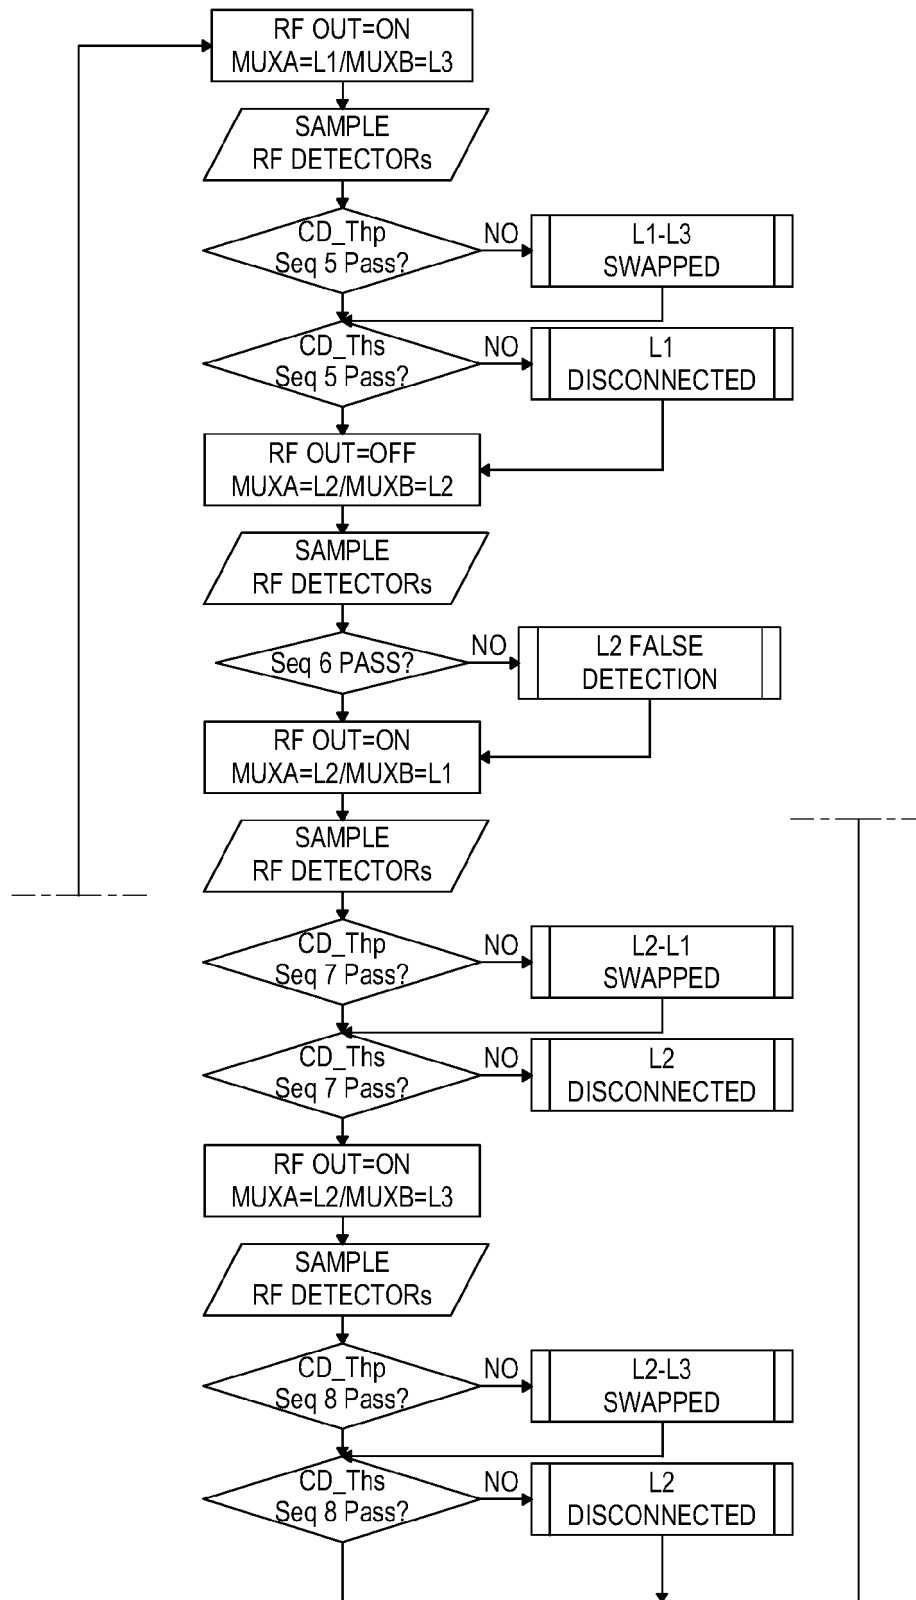 RF OUT=ON
MUXA=L1/MUXB=L3
SAMPLE
RF DETECTORs
CD_Thp
Seq 5 Pass?
NO
L1-L3
SWAPPED
CD_Ths
Seq 5 Pass?
NO
L1
DISCONNECTED
RF OUT=OFF
MUXA=L2/MUXB=L2
SAMPLE
RF DETECTORs
Seq 6 PASS?
NO
L2 FALSE
DETECTION
RF OUT=ON
MUXA=L2/MUXB=L1
SAMPLE
RF DETECTORs
CD_Thp
Seq 7 Pass?
NO
L2-L1
SWAPPED
CD_Ths
Seq 7 Pass?
NO
L2
DISCONNECTED
RF OUT=ON
MUXA=L2/MUXB=L3
SAMPLE
RF DETECTORs
CD_Thp
Seq 8 Pass?
NO
L2-L3
SWAPPED
CD_Ths
Seq 8 Pass?
NO
L2
DISCONNECTED